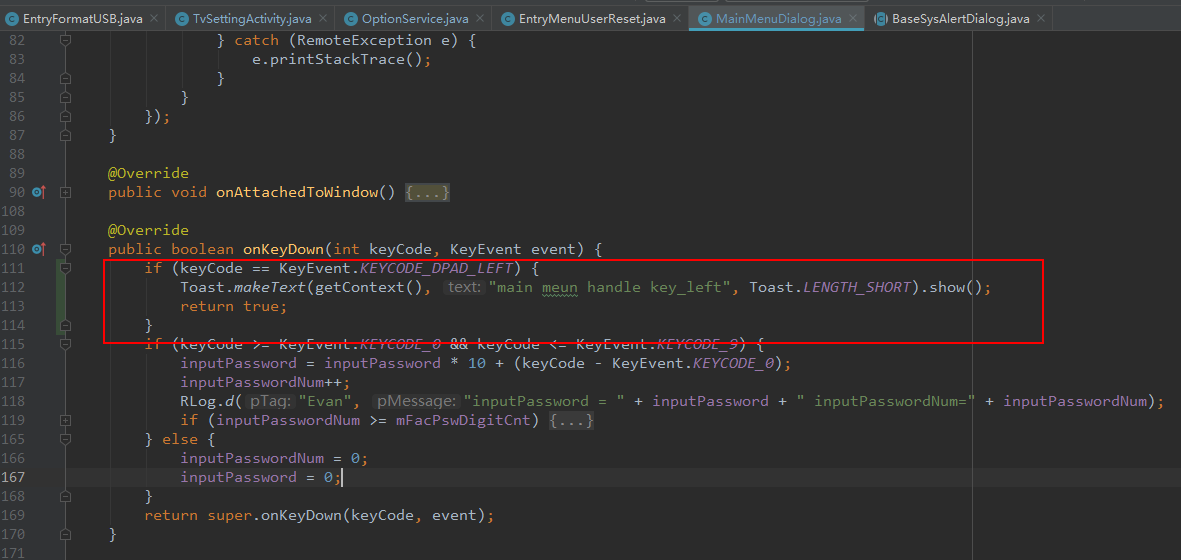 EntryFormatUSB.java × TvSettingActivity.java × OptionService.java × EntryMenuUserReset.java × MainMenuDialog.java × BaseSysAlertDialog.java ×
82 } catch (RemoteException e) {
83 e.printStackTrace();
84 }
85 }
86 });
87 }
88
89 @Override
90 public void onAttachedToWindow() {...}
108
109 @Override
110 public boolean onKeyDown(int keyCode, KeyEvent event) {
111 if (keyCode == KeyEvent.KEYCODE_DPAD_LEFT) {
112 Toast.makeText(getContext(), text: "main meun handle key_left", Toast.LENGTH_SHORT).show();
113 return true;
114 }
115 if (keyCode >= KeyEvent.KEYCODE_0 && keyCode <= KeyEvent.KEYCODE_9) {
116 inputPassword = inputPassword * 10 + (keyCode - KeyEvent.KEYCODE_0);
117 inputPasswordNum++;
118 RLog.d( pTag: "Evan", pMessage: "inputPassword = " + inputPassword + " inputPasswordNum=" + inputPasswordNum);
119 if (inputPasswordNum >= mFacPswDigitCnt) {...}
165 } else {
166 inputPasswordNum = 0;
167 inputPassword = 0;
168 }
169 return super.onKeyDown(keyCode, event);
170 }
171